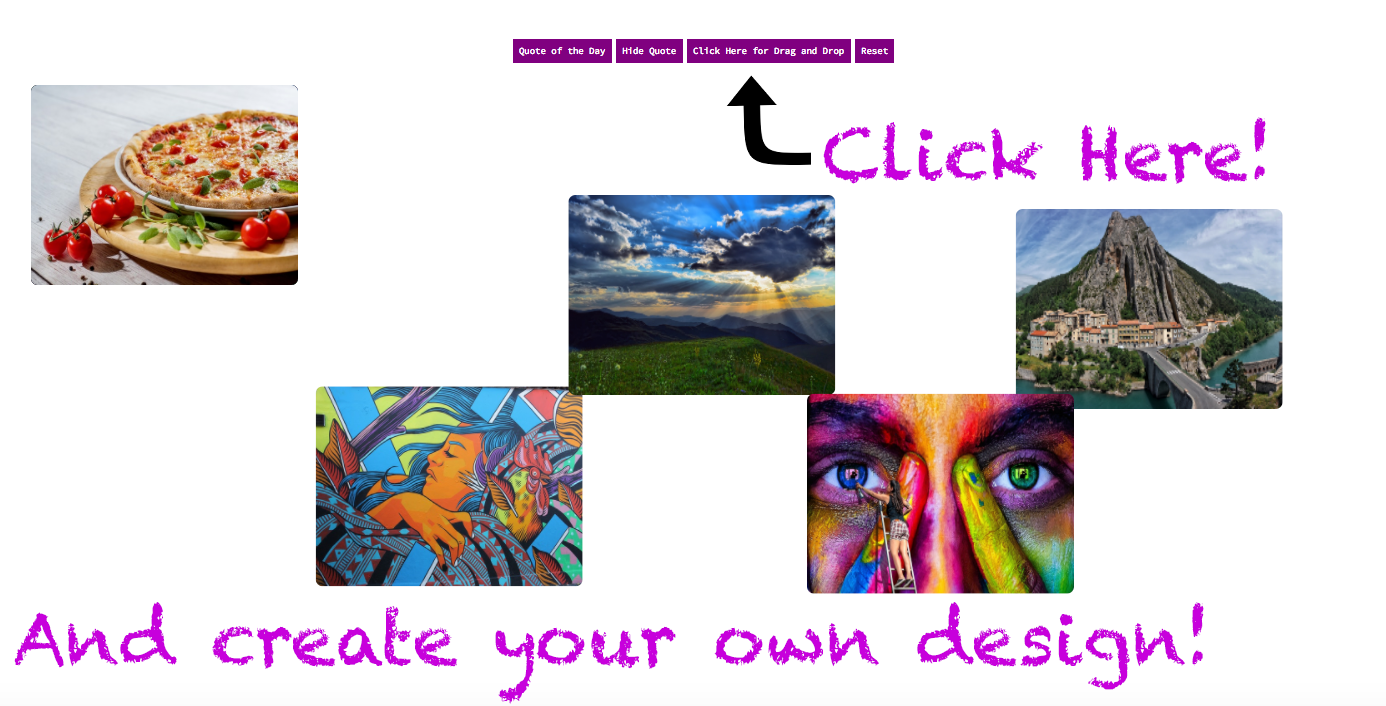 Quote of the Day Hide Quote Click Here for Drag and Drop Reset
Click Here!
And create your own design!